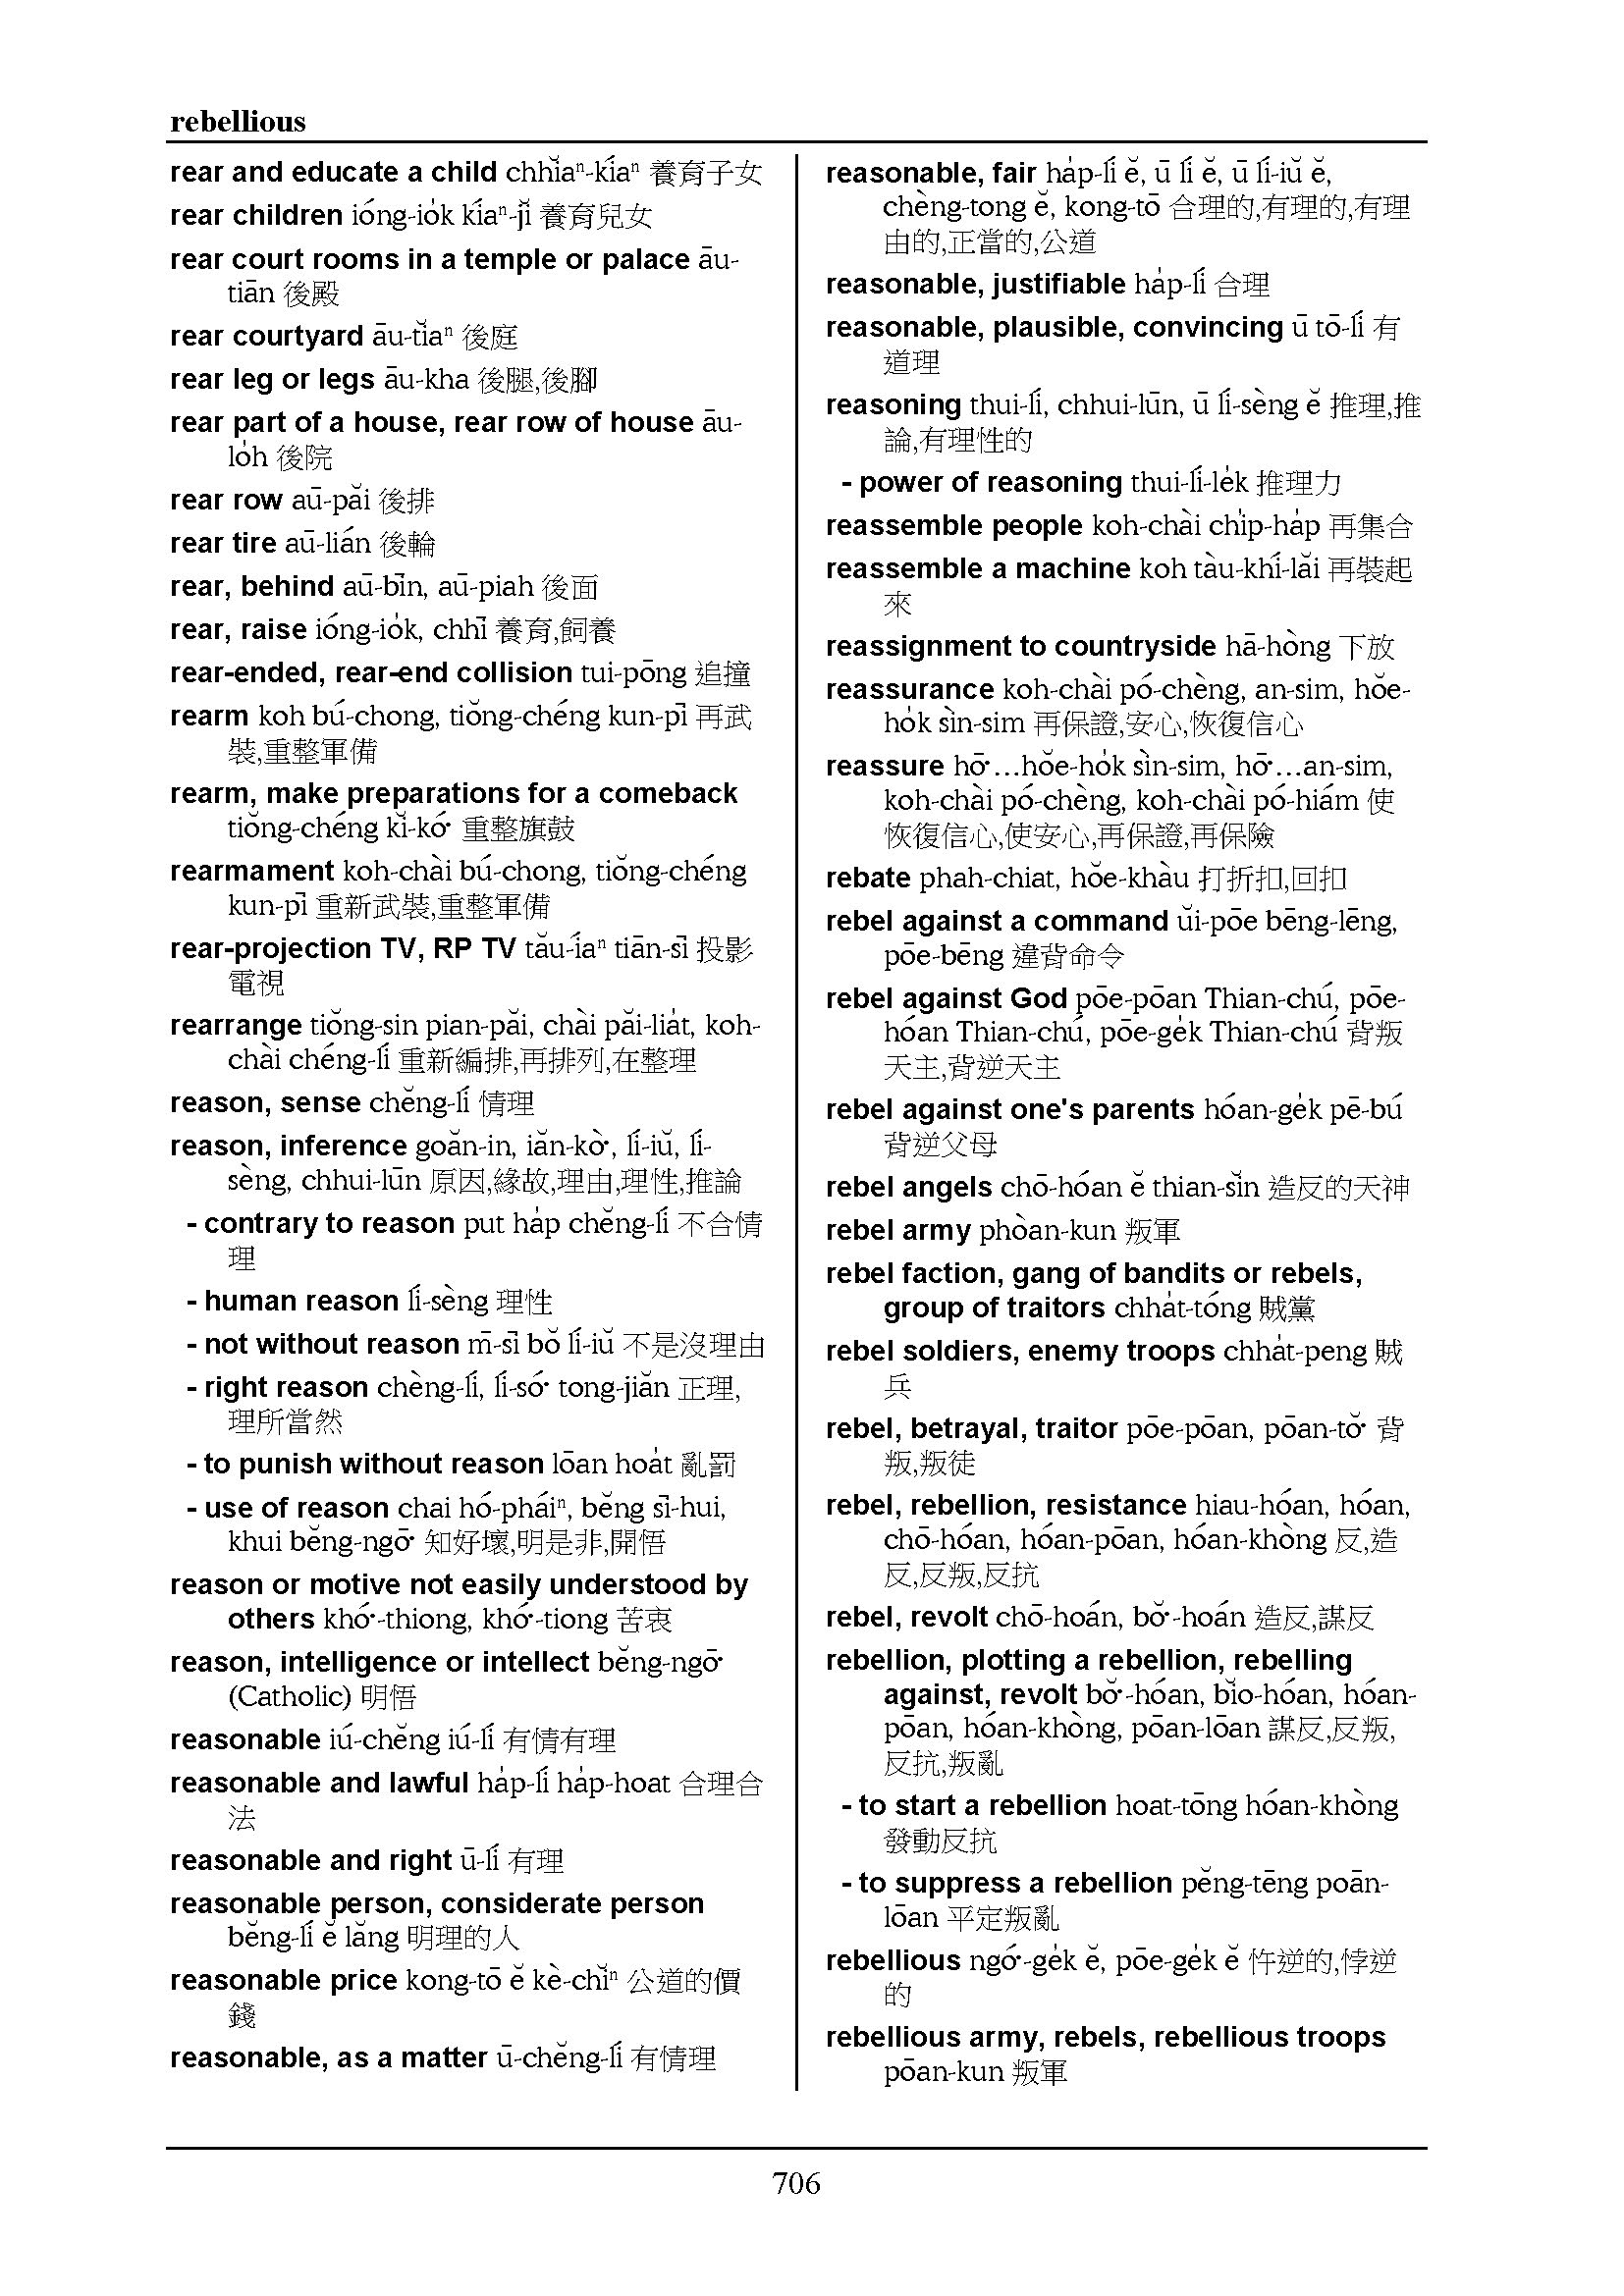 rebellious
rear and educate a child chhĭaⁿ-kíaⁿ 養育子女
rear children ióng-io̍k kíaⁿ-jĭ 養育兒女
rear court rooms in a temple or palace āu-
tiān 後殿
rear courtyard āu-tĭaⁿ 後庭
rear leg or legs āu-kha 後腿,後腳
rear part of a house, rear row of house āu-
lo̍h 後院
rear row aū-păi 後排
rear tire aū-lián 後輪
rear, behind aū-bīn, aū-piah 後面
rear, raise ióng-io̍k, chhī 養育,飼養
rear-ended, rear-end collision tui-pōng 追撞
rearm koh bú-chong, tiŏng-chéng kun-pī 再武
裝,重整軍備
rearm, make preparations for a comeback
tiŏng-chéng kĭ-kó͘ 重整旗鼓
rearmament koh-chài bú-chong, tiŏng-chéng
kun-pī 重新武裝,重整軍備
rear-projection TV, RP TV tău-íaⁿ tiān-sī 投影
電視
rearrange tiŏng-sin pian-păi, chài păi-lia̍t, koh-
chài chéng-lí 重新編排,再排列,在整理
reason, sense chĕng-lí 情理
reason, inference goăn-in, iăn-kò͘, lí-iŭ, lí-
sèng, chhui-lūn 原因,緣故,理由,理性,推論
- contrary to reason put ha̍p chĕng-lí 不合情
理
- human reason lí-sèng 理性
- not without reason m̄-sī bŏ lí-iŭ 不是沒理由
- right reason chèng-lí, lí-só͘ tong-jiăn 正理,
理所當然
- to punish without reason lōan hoa̍t 亂罰
- use of reason chai hó-pháiⁿ, bĕng sī-hui,
khui bĕng-ngō͘ 知好壞,明是非,開悟
reason or motive not easily understood by
others khó͘-thiong, khó͘-tiong 苦衷
reason, intelligence or intellect bĕng-ngō͘
(Catholic) 明悟
reasonable iú-chĕng iú-lí 有情有理
reasonable and lawful ha̍p-lí ha̍p-hoat 合理合
法
reasonable and right ū-lí 有理
reasonable person, considerate person
bĕng-lí ĕ lăng 明理的人
reasonable price kong-tō ĕ kè-chĭⁿ 公道的價
錢
reasonable, as a matter ū-chĕng-lí 有情理
reasonable, fair ha̍p-lí ĕ, ū lí ĕ, ū lí-iŭ ĕ,
chèng-tong ĕ, kong-tō 合理的,有理的,有理
由的,正當的,公道
reasonable, justifiable ha̍p-lí 合理
reasonable, plausible, convincing ū tō-lí 有
道理
reasoning thui-lí, chhui-lūn, ū lí-sèng ĕ 推理,推
論,有理性的
- power of reasoning thui-lí-le̍k 推理力
reassemble people koh-chài chi̍p-ha̍p 再集合
reassemble a machine koh tàu-khí-lăi 再裝起
來
reassignment to countryside hā-hòng 下放
reassurance koh-chài pó-chèng, an-sim, hŏe-
ho̍k sìn-sim 再保證,安心,恢復信心
reassure hō͘…hŏe-ho̍k sìn-sim, hō͘…an-sim,
koh-chài pó-chèng, koh-chài pó-hiám 使
恢復信心,使安心,再保證,再保險
rebate phah-chiat, hŏe-khàu 打折扣,回扣
rebel against a command ŭi-pōe bēng-lēng,
pōe-bēng 違背命令
rebel against God pōe-pōan Thian-chú, pōe-
hóan Thian-chú, pōe-ge̍k Thian-chú 背叛
天主,背逆天主
rebel against one's parents hóan-ge̍k pē-bú
背逆父母
rebel angels chō-hóan ĕ thian-sĭn 造反的天神
rebel army phòan-kun 叛軍
rebel faction, gang of bandits or rebels,
group of traitors chha̍t-tóng 賊黨
rebel soldiers, enemy troops chha̍t-peng 賊
兵
rebel, betrayal, traitor pōe-pōan, pōan-tŏ͘ 背
叛,叛徒
rebel, rebellion, resistance hiau-hóan, hóan,
chō-hóan, hóan-pōan, hóan-khòng 反,造
反,反叛,反抗
rebel, revolt chō-hoán, bŏ͘-hoán 造反,謀反
rebellion, plotting a rebellion, rebelling
against, revolt bŏ͘-hóan, bĭo-hóan, hóan-
pōan, hóan-khòng, pōan-lōan 謀反,反叛,
反抗,叛亂
- to start a rebellion hoat-tōng hóan-khòng
發動反抗
- to suppress a rebellion pĕng-tēng poān-
lōan 平定叛亂
rebellious ngó͘-ge̍k ĕ, pōe-ge̍k ĕ 忤逆的,悖逆
的
rebellious army, rebels, rebellious troops
pōan-kun 叛軍
706